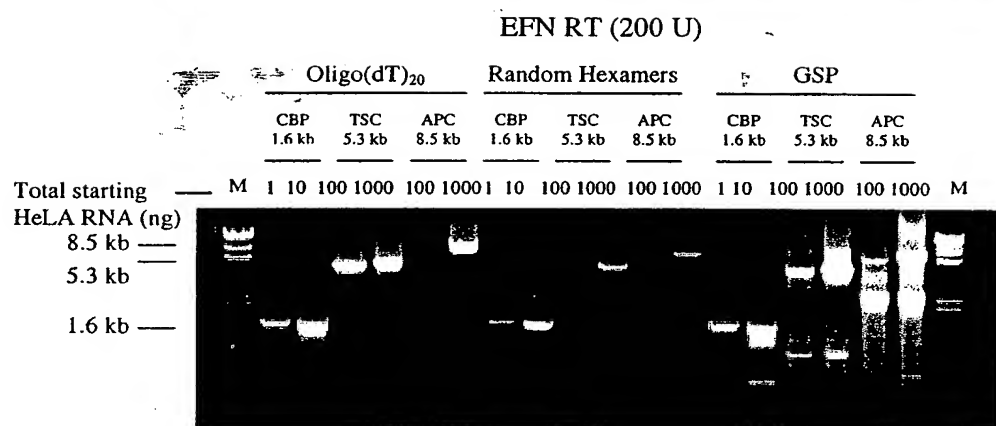 EFN RT (200 U)
Oligo(dT)20 Random Hexamers GSP
CBP TSC APC CBP TSC APC CBP TSC APC
1.6 kb 5.3 kb 8.5 kb 1.6 kb 5.3 kb 8.5 kb 1.6 kb 5.3 kb 8.5 kb
Total starting M 1 10 100 1000 100 1000 1 10 100 1000 100 1000 1 10 100 1000 100 1000 M
HeLA RNA (ng)
8.5 kb
5.3 kb
1.6 kb